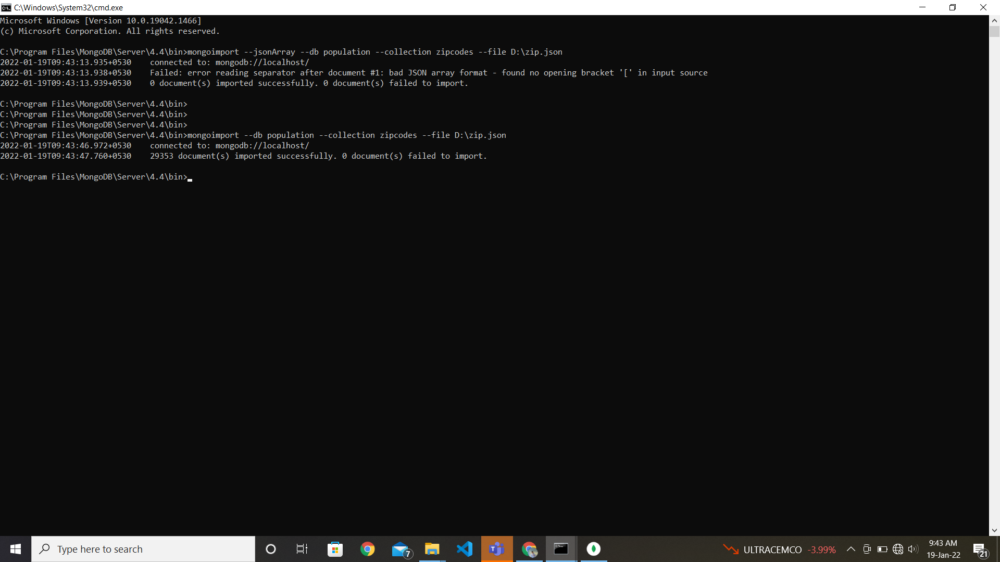 C:\Windows\System32\cmd.exe
Microsoft Windows [Version 10.0.19042.1466]
(c) Microsoft Corporation. All rights reserved.
C:\Program Files\MongoDB\Server\4.4\bin>mongoimport --jsonArray --db population --collection zipcodes --file D:\zip.json
2022-01-19T09:43:13.935+0530    connected to: mongodb://localhost/
2022-01-19T09:43:13.938+0530    Failed: error reading separator after document #1: bad JSON array format - found no opening bracket '[' in input source
2022-01-19T09:43:13.939+0530    0 document(s) imported successfully. 0 document(s) failed to import.
C:\Program Files\MongoDB\Server\4.4\bin>
C:\Program Files\MongoDB\Server\4.4\bin>
C:\Program Files\MongoDB\Server\4.4\bin>
C:\Program Files\MongoDB\Server\4.4\bin>mongoimport --db population --collection zipcodes --file D:\zip.json
2022-01-19T09:43:46.972+0530    connected to: mongodb://localhost/
2022-01-19T09:43:47.760+0530    29353 document(s) imported successfully. 0 document(s) failed to import.
C:\Program Files\MongoDB\Server\4.4\bin>
Type here to search
7
ULTRACEMCO -3.99%
9:43 AM
19-Jan-22
21